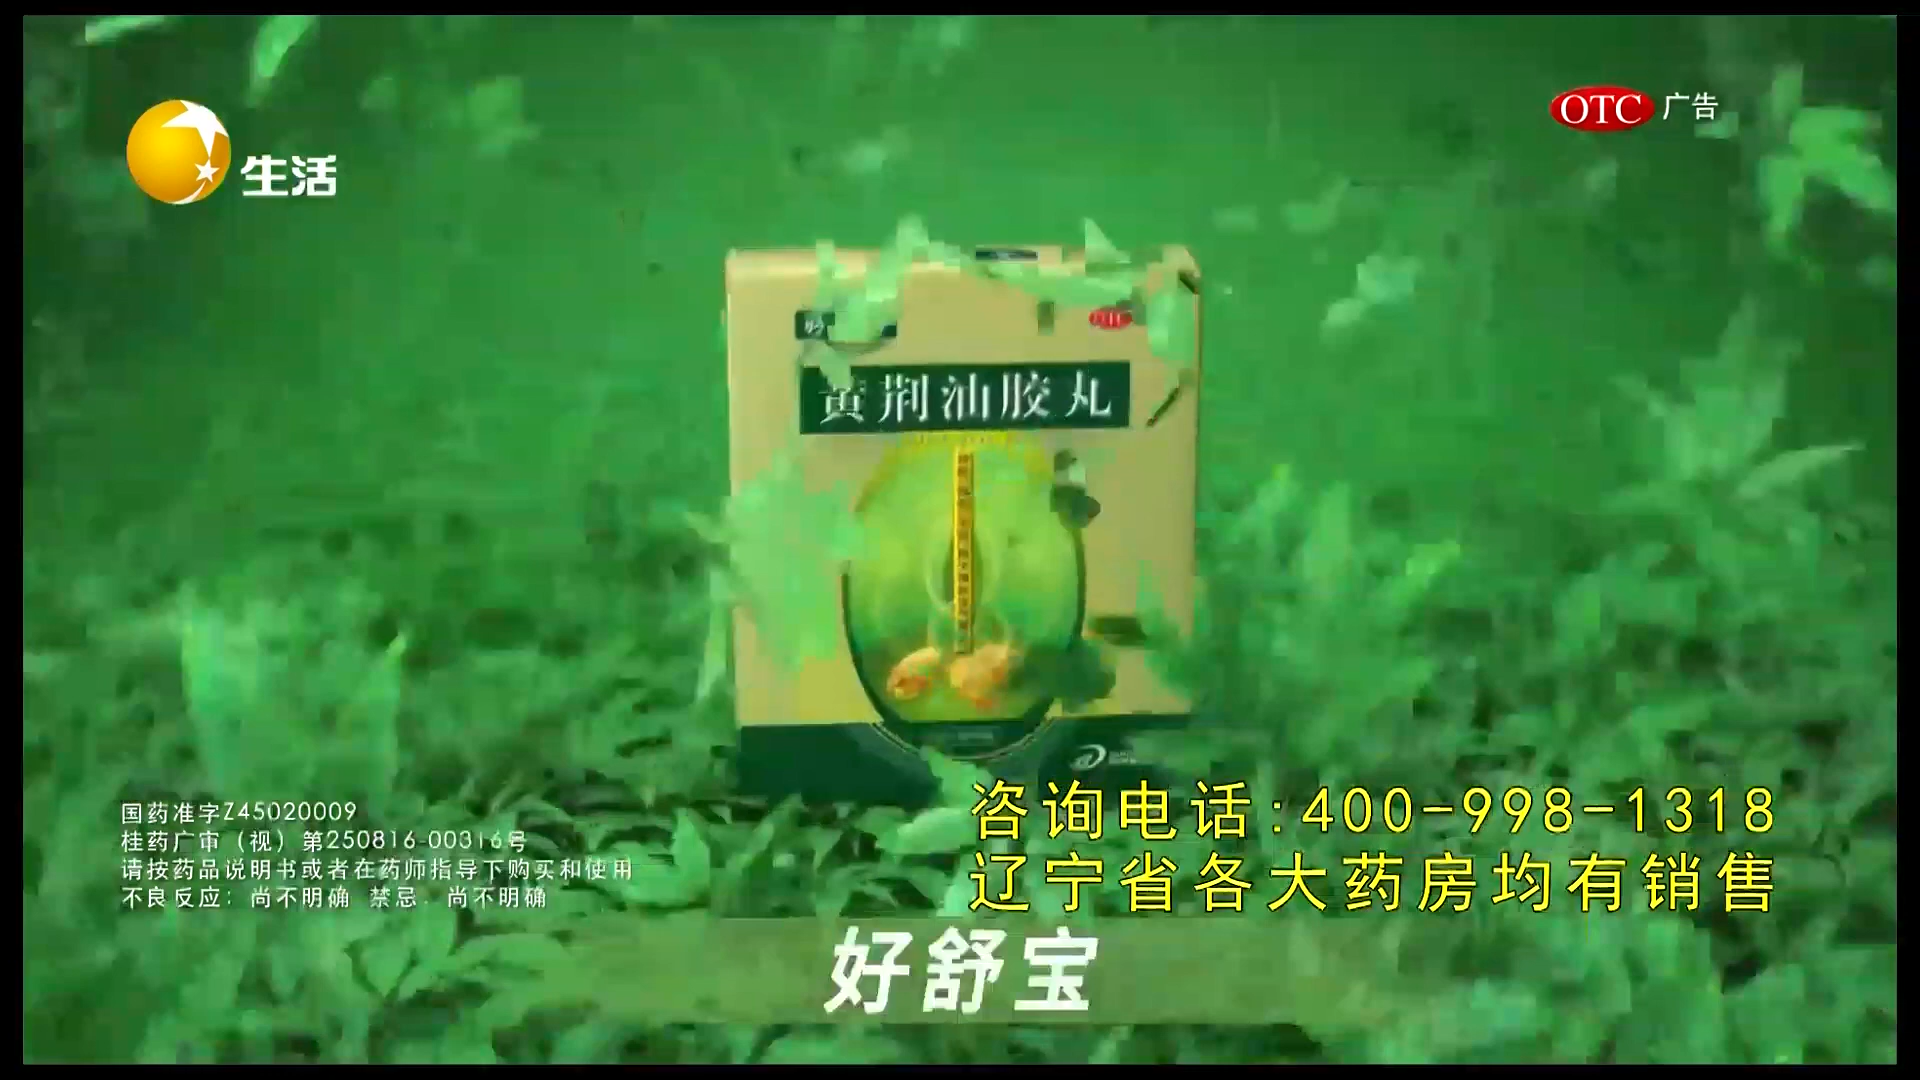 生活
OTC 广告
黄荆油胶丸
国药准字Z45020009
桂药广审（视）第250816-00316号
请按药品说明书或者在药师指导下购买和使用
不良反应：尚不明确 禁忌：尚不明确
咨询电话:400-998-1318
辽宁省各大药房均有销售
好舒宝